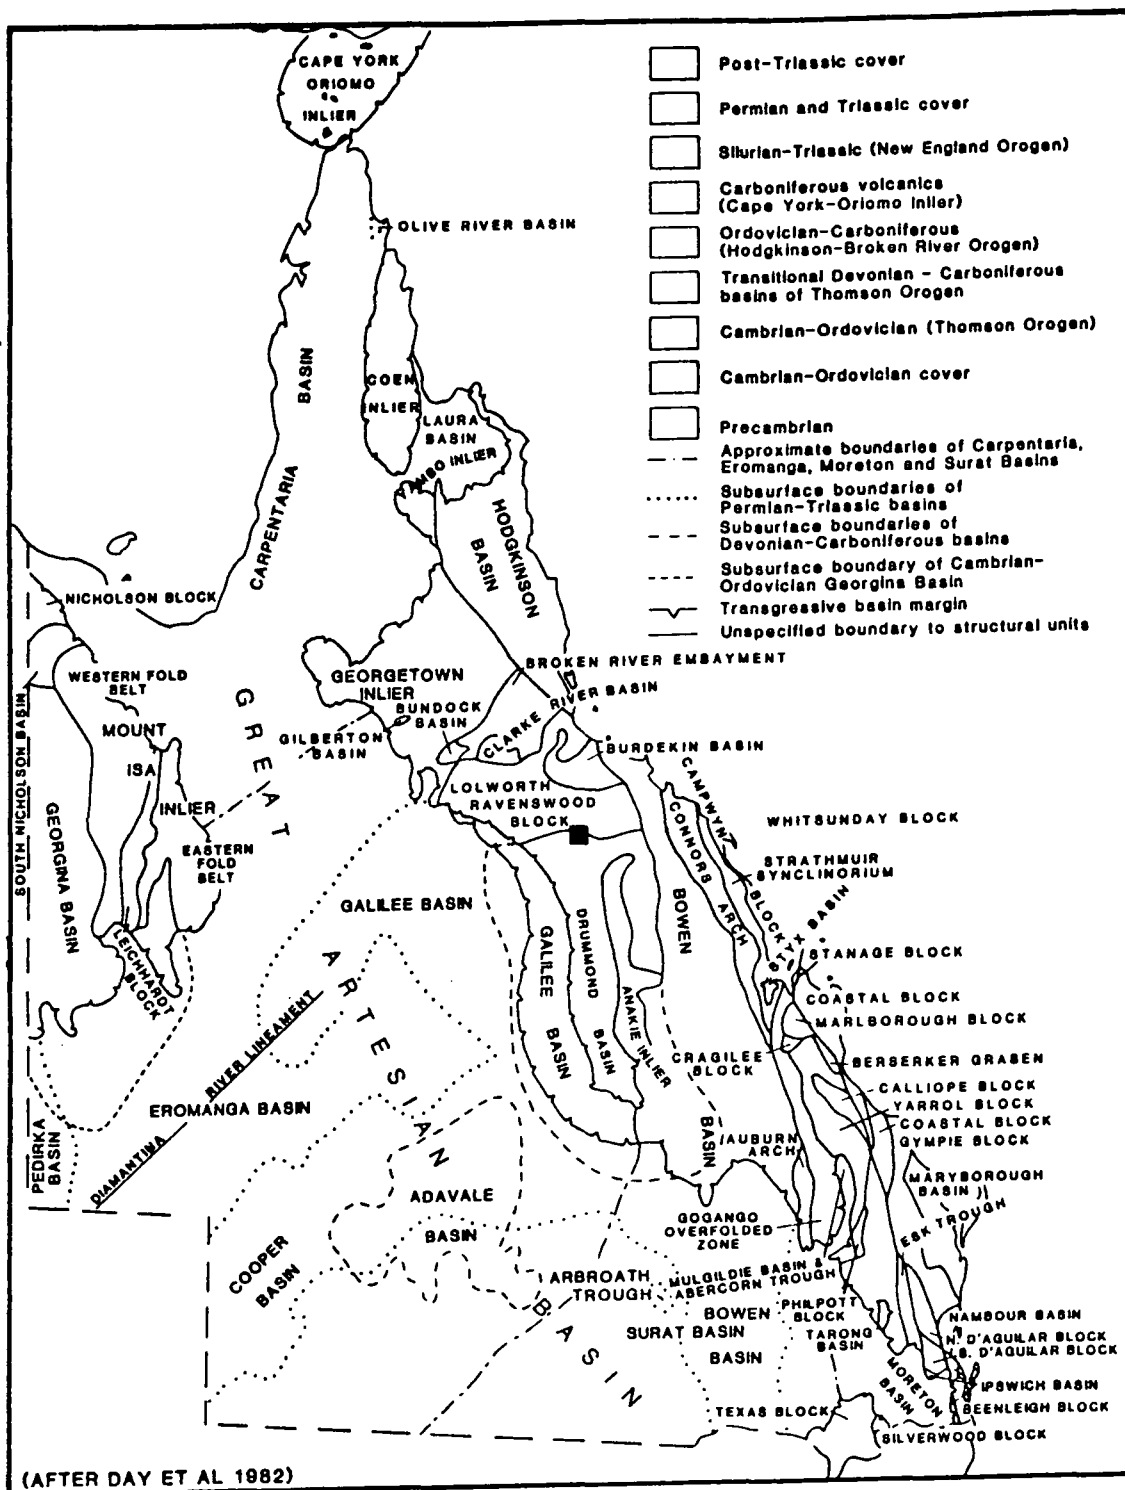 CAPE YORK
ORIOMO
INLIER
OLIVE RIVER BASIN
Post-Triassic cover
Permian and Triassic cover
Silurian-Triassic (New England Orogen)
Carboniferous volcanics
(Cape York-Oriomo Inlier)
Ordovician-Carboniferous
(Hodgkinson-Broken River Orogen)
Transitional Devonian - Carboniferous
basins of Thomson Orogen
Cambrian-Ordovician (Thomson Orogen)
Cambrian-Ordovician cover
Precambrian
Approximate boundaries of Carpentaria,
Eromanga, Moreton and Surat Basins
Subsurface boundaries of
Permian-Triassic basins
Subsurface boundaries of
Devonian-Carboniferous basins
Subsurface boundary of Cambrian-
Ordovician Georgina Basin
Transgressive basin margin
Unspecified boundary to structural units
CARPENTARIA BASIN
COEN
INLIER
LAURA
BASIN
YAMBO INLIER
HODGKINSON
BASIN
NICHOLSON BLOCK
SOUTH NICHOLSON BASIN
WESTERN FOLD
BELT
MOUNT
ISA
INLIER
EASTERN
FOLD
BELT
GEORGINA BASIN
LEICHHARDT
BLOCK
GREAT
ARTESIAN
BASIN
GEORGETOWN
INLIER
BUNDOCK
BASIN
GILBERTON
BASIN
BROKEN RIVER EMBAYMENT
CLARKE RIVER BASIN
BURDEKIN BASIN
LOLWORTH
RAVENSWOOD
BLOCK
CAMPWYN
BLOCK
WHITSUNDAY BLOCK
CONNORS ARCH
STRATHMUIR
SYNCLINORIUM
STYX BASIN
STANAGE BLOCK
COASTAL BLOCK
MARLBOROUGH BLOCK
CRAGILEE
BLOCK
BERSERKER GRABEN
CALLIOPE BLOCK
YARROL BLOCK
COASTAL BLOCK
GYMPIE BLOCK
GALILEE BASIN
GALILEE
BASIN
DRUMMOND
BASIN
ANAKIE INLIER
BOWEN
BASIN
AUBURN
ARCH
MARYBOROUGH
BASIN
ESK TROUGH
GOGANGO
OVERFOLDED
ZONE
DIAMANTINA RIVER LINEAMENT
EROMANGA BASIN
PEDIRKA
BASIN
ADAVALE
BASIN
COOPER
BASIN
ARBROATH
TROUGH
MULGILDIE BASIN &
ABERCORN TROUGH
BOWEN
BASIN
SURAT BASIN
PHILPOTT
BLOCK
TARONG
BASIN
NAMBOUR BASIN
N. D'AGUILAR BLOCK
S. D'AGUILAR BLOCK
IPSWICH BASIN
BEENLEIGH BLOCK
MORETON
BASIN
TEXAS BLOCK
SILVERWOOD BLOCK
(AFTER DAY ET AL 1982)